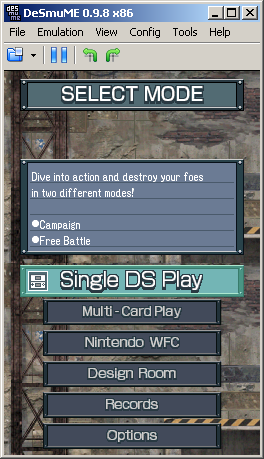 DeSmuME 0.9.8 x86
File Emulation View Config Tools Help
SELECT MODE
Dive into action and destroy your foes
in two different modes!
●Campaign
●Free Battle
Single DS Play
Multi-Card Play
Nintendo WFC
Design Room
Records
Options